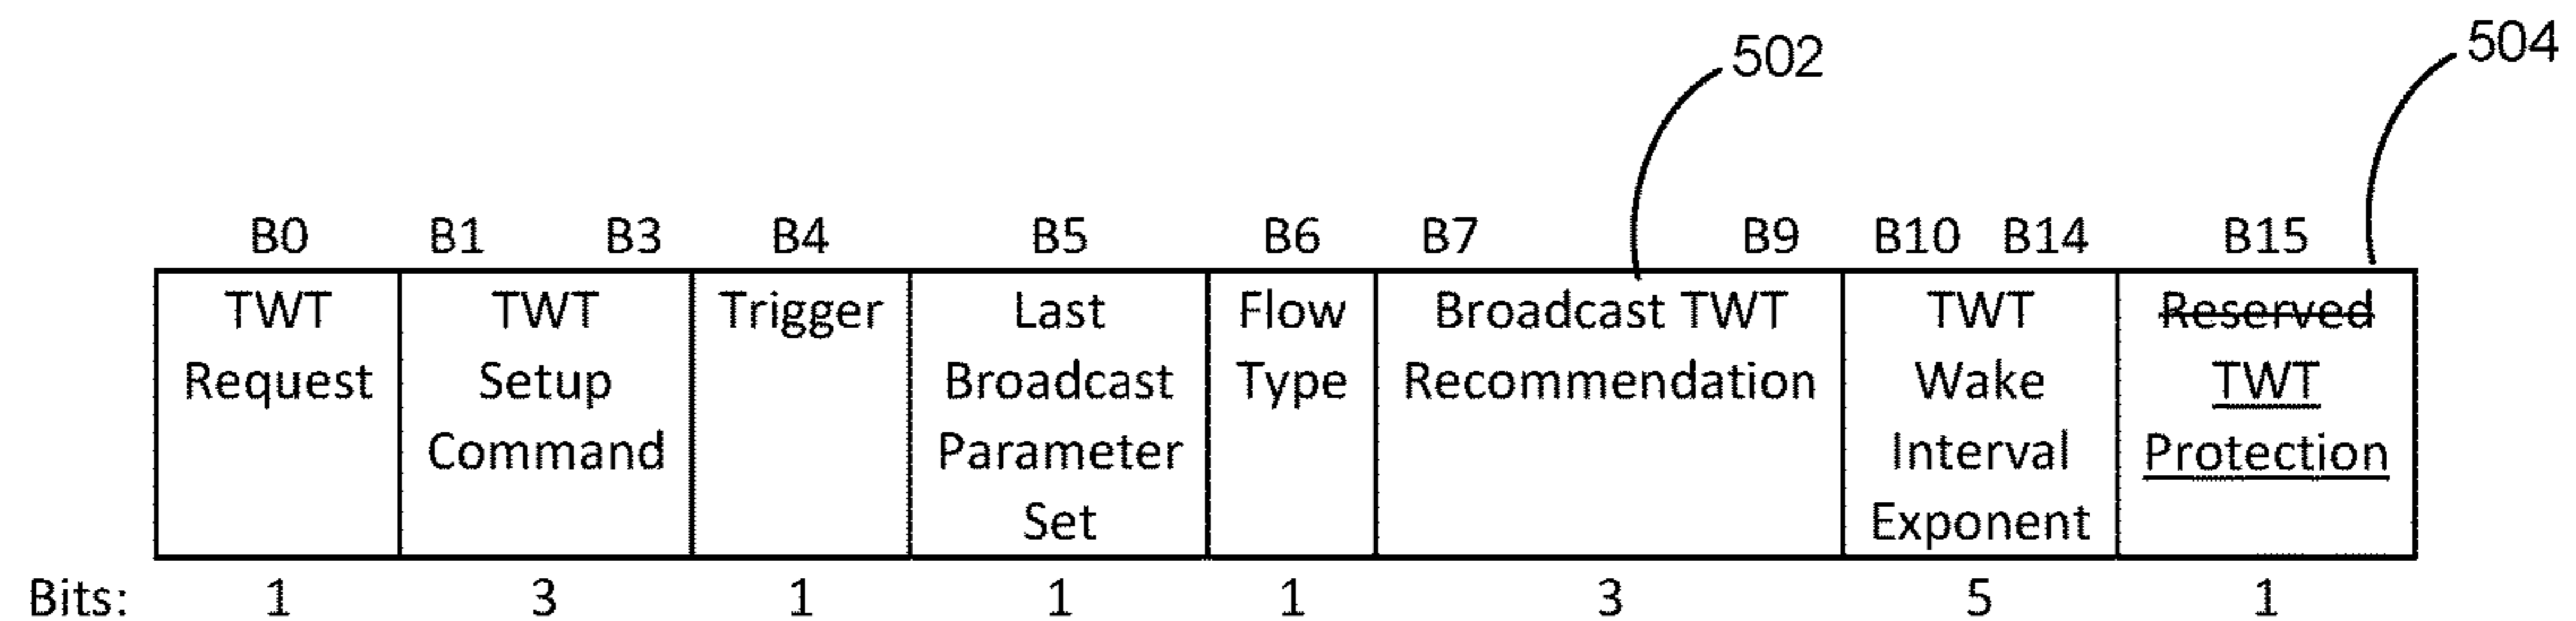 502
504
B0 B1 B3 B4 B5 B6 B7 B9 B10 B14 B15
TWT Request
TWT Setup Command
Trigger
Last Broadcast Parameter Set
Flow Type
Broadcast TWT Recommendation
TWT Wake Interval Exponent
Reserved TWT Protection
Bits: 1 3 1 1 1 3 5 1